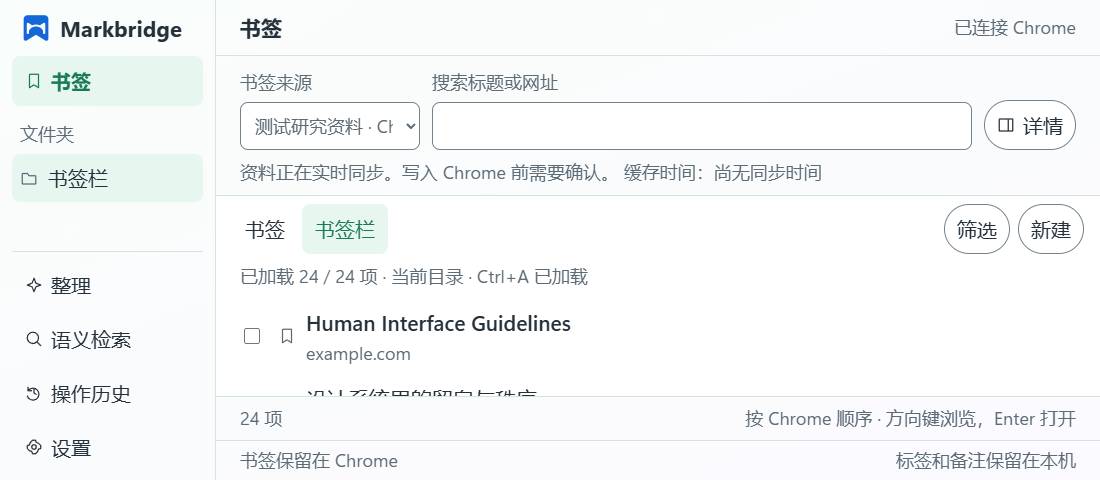 Markbridge
书签
文件夹
书签栏
整理
语义检索
操作历史
设置
书签
已连接 Chrome
书签来源
搜索标题或网址
测试研究资料 · Ch
详情
资料正在实时同步。写入 Chrome 前需要确认。 缓存时间：尚无同步时间
书签 书签栏
筛选 新建
已加载 24 / 24 项 · 当前目录 · Ctrl+A 已加载
Human Interface Guidelines
example.com
24 项
按 Chrome 顺序 · 方向键浏览，Enter 打开
书签保留在 Chrome
标签和备注保留在本机